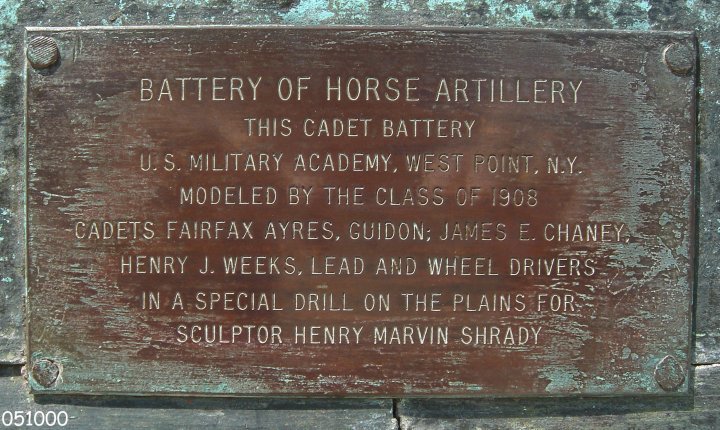 BATTERY OF HORSE ARTILLERY
THIS CADET BATTERY
U.S. MILITARY ACADEMY, WEST POINT, N.Y.
MODELED BY THE CLASS OF 1908
CADETS FAIRFAX AYRES, GUIDON; JAMES E. CHANEY,
HENRY J. WEEKS, LEAD AND WHEEL DRIVERS
IN A SPECIAL DRILL ON THE PLAINS FOR
SCULPTOR HENRY MARVIN SHRADY
051000